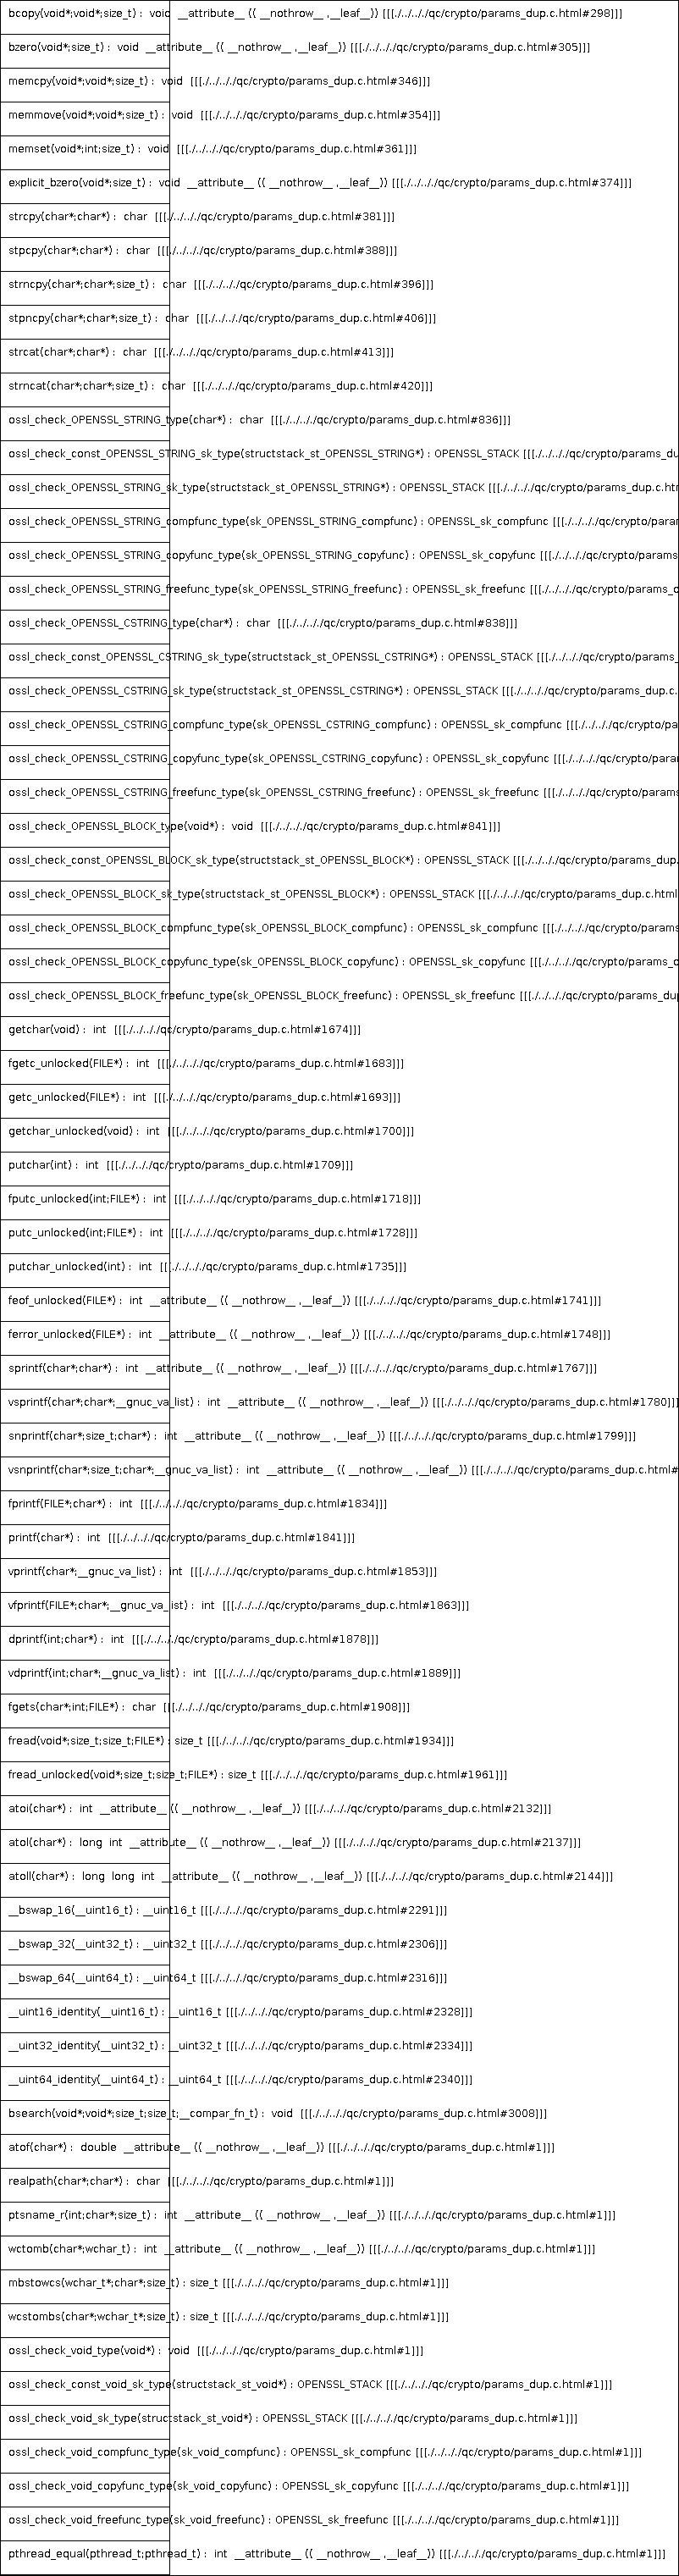 bcopy(void*;void*;size_t) : void __attribute__ (( __nothrow__ ,__leaf__)) [[[./../.././qc/crypto/params_dup.c.html#298]]]
bzero(void*;size_t) : void __attribute__ (( __nothrow__ ,__leaf__)) [[[./../.././qc/crypto/params_dup.c.html#305]]]
memcpy(void*;void*;size_t) : void [[[./../.././qc/crypto/params_dup.c.html#346]]]
memmove(void*;void*;size_t) : void [[[./../.././qc/crypto/params_dup.c.html#354]]]
memset(void*;int;size_t) : void [[[./../.././qc/crypto/params_dup.c.html#361]]]
explicit_bzero(void*;size_t) : void __attribute__ (( __nothrow__ ,__leaf__)) [[[./../.././qc/crypto/params_dup.c.html#374]]]
strcpy(char*;char*) : char [[[./../.././qc/crypto/params_dup.c.html#381]]]
stpcpy(char*;char*) : char [[[./../.././qc/crypto/params_dup.c.html#388]]]
strncpy(char*;char*;size_t) : char [[[./../.././qc/crypto/params_dup.c.html#396]]]
stpncpy(char*;char*;size_t) : char [[[./../.././qc/crypto/params_dup.c.html#406]]]
strcat(char*;char*) : char [[[./../.././qc/crypto/params_dup.c.html#413]]]
strncat(char*;char*;size_t) : char [[[./../.././qc/crypto/params_dup.c.html#420]]]
ossl_check_OPENSSL_STRING_type(char*) : char [[[./../.././qc/crypto/params_dup.c.html#836]]]
ossl_check_const_OPENSSL_STRING_sk_type(structstack_st_OPENSSL_STRING*) : OPENSSL_STACK [[[./../.././qc/crypto/params_du
ossl_check_OPENSSL_STRING_sk_type(structstack_st_OPENSSL_STRING*) : OPENSSL_STACK [[[./../.././qc/crypto/params_dup.c.htm
ossl_check_OPENSSL_STRING_compfunc_type(sk_OPENSSL_STRING_compfunc) : OPENSSL_sk_compfunc [[[./../.././qc/crypto/param
ossl_check_OPENSSL_STRING_copyfunc_type(sk_OPENSSL_STRING_copyfunc) : OPENSSL_sk_copyfunc [[[./../.././qc/crypto/params
ossl_check_OPENSSL_STRING_freefunc_type(sk_OPENSSL_STRING_freefunc) : OPENSSL_sk_freefunc [[[./../.././qc/crypto/params_d
ossl_check_OPENSSL_CSTRING_type(char*) : char [[[./../.././qc/crypto/params_dup.c.html#838]]]
ossl_check_const_OPENSSL_CSTRING_sk_type(structstack_st_OPENSSL_CSTRING*) : OPENSSL_STACK [[[./../.././qc/crypto/params_
ossl_check_OPENSSL_CSTRING_sk_type(structstack_st_OPENSSL_CSTRING*) : OPENSSL_STACK [[[./../.././qc/crypto/params_dup.c.
ossl_check_OPENSSL_CSTRING_compfunc_type(sk_OPENSSL_CSTRING_compfunc) : OPENSSL_sk_compfunc [[[./../.././qc/crypto/pa
ossl_check_OPENSSL_CSTRING_copyfunc_type(sk_OPENSSL_CSTRING_copyfunc) : OPENSSL_sk_copyfunc [[[./../.././qc/crypto/para
ossl_check_OPENSSL_CSTRING_freefunc_type(sk_OPENSSL_CSTRING_freefunc) : OPENSSL_sk_freefunc [[[./../.././qc/crypto/params
ossl_check_OPENSSL_BLOCK_type(void*) : void [[[./../.././qc/crypto/params_dup.c.html#841]]]
ossl_check_const_OPENSSL_BLOCK_sk_type(structstack_st_OPENSSL_BLOCK*) : OPENSSL_STACK [[[./../.././qc/crypto/params_dup.
ossl_check_OPENSSL_BLOCK_sk_type(structstack_st_OPENSSL_BLOCK*) : OPENSSL_STACK [[[./../.././qc/crypto/params_dup.c.html
ossl_check_OPENSSL_BLOCK_compfunc_type(sk_OPENSSL_BLOCK_compfunc) : OPENSSL_sk_compfunc [[[./../.././qc/crypto/params
ossl_check_OPENSSL_BLOCK_copyfunc_type(sk_OPENSSL_BLOCK_copyfunc) : OPENSSL_sk_copyfunc [[[./../.././qc/crypto/params_d
ossl_check_OPENSSL_BLOCK_freefunc_type(sk_OPENSSL_BLOCK_freefunc) : OPENSSL_sk_freefunc [[[./../.././qc/crypto/params_dup
getchar(void) : int [[[./../.././qc/crypto/params_dup.c.html#1674]]]
fgetc_unlocked(FILE*) : int [[[./../.././qc/crypto/params_dup.c.html#1683]]]
getc_unlocked(FILE*) : int [[[./../.././qc/crypto/params_dup.c.html#1693]]]
getchar_unlocked(void) : int [[[./../.././qc/crypto/params_dup.c.html#1700]]]
putchar(int) : int [[[./../.././qc/crypto/params_dup.c.html#1709]]]
fputc_unlocked(int;FILE*) : int [[[./../.././qc/crypto/params_dup.c.html#1718]]]
putc_unlocked(int;FILE*) : int [[[./../.././qc/crypto/params_dup.c.html#1728]]]
putchar_unlocked(int) : int [[[./../.././qc/crypto/params_dup.c.html#1735]]]
feof_unlocked(FILE*) : int __attribute__ (( __nothrow__ ,__leaf__)) [[[./../.././qc/crypto/params_dup.c.html#1741]]]
ferror_unlocked(FILE*) : int __attribute__ (( __nothrow__ ,__leaf__)) [[[./../.././qc/crypto/params_dup.c.html#1748]]]
sprintf(char*;char*) : int __attribute__ (( __nothrow__ ,__leaf__)) [[[./../.././qc/crypto/params_dup.c.html#1767]]]
vsprintf(char*;char*;__gnuc_va_list) : int __attribute__ (( __nothrow__ ,__leaf__)) [[[./../.././qc/crypto/params_dup.c.html#1780]]]
snprintf(char*;size_t;char*) : int __attribute__ (( __nothrow__ ,__leaf__)) [[[./../.././qc/crypto/params_dup.c.html#1799]]]
vsnprintf(char*;size_t;char*;__gnuc_va_list) : int __attribute__ (( __nothrow__ ,__leaf__)) [[[./../.././qc/crypto/params_dup.c.html#
fprintf(FILE*;char*) : int [[[./../.././qc/crypto/params_dup.c.html#1834]]]
printf(char*) : int [[[./../.././qc/crypto/params_dup.c.html#1841]]]
vprintf(char*;__gnuc_va_list) : int [[[./../.././qc/crypto/params_dup.c.html#1853]]]
vfprintf(FILE*;char*;__gnuc_va_list) : int [[[./../.././qc/crypto/params_dup.c.html#1863]]]
dprintf(int;char*) : int [[[./../.././qc/crypto/params_dup.c.html#1878]]]
vdprintf(int;char*;__gnuc_va_list) : int [[[./../.././qc/crypto/params_dup.c.html#1889]]]
fgets(char*;int;FILE*) : char [[[./../.././qc/crypto/params_dup.c.html#1908]]]
fread(void*;size_t;size_t;FILE*) : size_t [[[./../.././qc/crypto/params_dup.c.html#1934]]]
fread_unlocked(void*;size_t;size_t;FILE*) : size_t [[[./../.././qc/crypto/params_dup.c.html#1961]]]
atoi(char*) : int __attribute__ (( __nothrow__ ,__leaf__)) [[[./../.././qc/crypto/params_dup.c.html#2132]]]
atol(char*) : long int __attribute__ (( __nothrow__ ,__leaf__)) [[[./../.././qc/crypto/params_dup.c.html#2137]]]
atoll(char*) : long long int __attribute__ (( __nothrow__ ,__leaf__)) [[[./../.././qc/crypto/params_dup.c.html#2144]]]
__bswap_16(__uint16_t) : __uint16_t [[[./../.././qc/crypto/params_dup.c.html#2291]]]
__bswap_32(__uint32_t) : __uint32_t [[[./../.././qc/crypto/params_dup.c.html#2306]]]
__bswap_64(__uint64_t) : __uint64_t [[[./../.././qc/crypto/params_dup.c.html#2316]]]
__uint16_identity(__uint16_t) : __uint16_t [[[./../.././qc/crypto/params_dup.c.html#2328]]]
__uint32_identity(__uint32_t) : __uint32_t [[[./../.././qc/crypto/params_dup.c.html#2334]]]
__uint64_identity(__uint64_t) : __uint64_t [[[./../.././qc/crypto/params_dup.c.html#2340]]]
bsearch(void*;void*;size_t;size_t;__compar_fn_t) : void [[[./../.././qc/crypto/params_dup.c.html#3008]]]
atof(char*) : double __attribute__ (( __nothrow__ ,__leaf__)) [[[./../.././qc/crypto/params_dup.c.html#1]]]
realpath(char*;char*) : char [[[./../.././qc/crypto/params_dup.c.html#1]]]
ptsname_r(int;char*;size_t) : int __attribute__ (( __nothrow__ ,__leaf__)) [[[./../.././qc/crypto/params_dup.c.html#1]]]
wctomb(char*;wchar_t) : int __attribute__ (( __nothrow__ ,__leaf__)) [[[./../.././qc/crypto/params_dup.c.html#1]]]
mbstowcs(wchar_t*;char*;size_t) : size_t [[[./../.././qc/crypto/params_dup.c.html#1]]]
wcstombs(char*;wchar_t*;size_t) : size_t [[[./../.././qc/crypto/params_dup.c.html#1]]]
ossl_check_void_type(void*) : void [[[./../.././qc/crypto/params_dup.c.html#1]]]
ossl_check_const_void_sk_type(structstack_st_void*) : OPENSSL_STACK [[[./../.././qc/crypto/params_dup.c.html#1]]]
ossl_check_void_sk_type(structstack_st_void*) : OPENSSL_STACK [[[./../.././qc/crypto/params_dup.c.html#1]]]
ossl_check_void_compfunc_type(sk_void_compfunc) : OPENSSL_sk_compfunc [[[./../.././qc/crypto/params_dup.c.html#1]]]
ossl_check_void_copyfunc_type(sk_void_copyfunc) : OPENSSL_sk_copyfunc [[[./../.././qc/crypto/params_dup.c.html#1]]]
ossl_check_void_freefunc_type(sk_void_freefunc) : OPENSSL_sk_freefunc [[[./../.././qc/crypto/params_dup.c.html#1]]]
pthread_equal(pthread_t;pthread_t) : int __attribute__ (( __nothrow__ ,__leaf__)) [[[./../.././qc/crypto/params_dup.c.html#1]]]